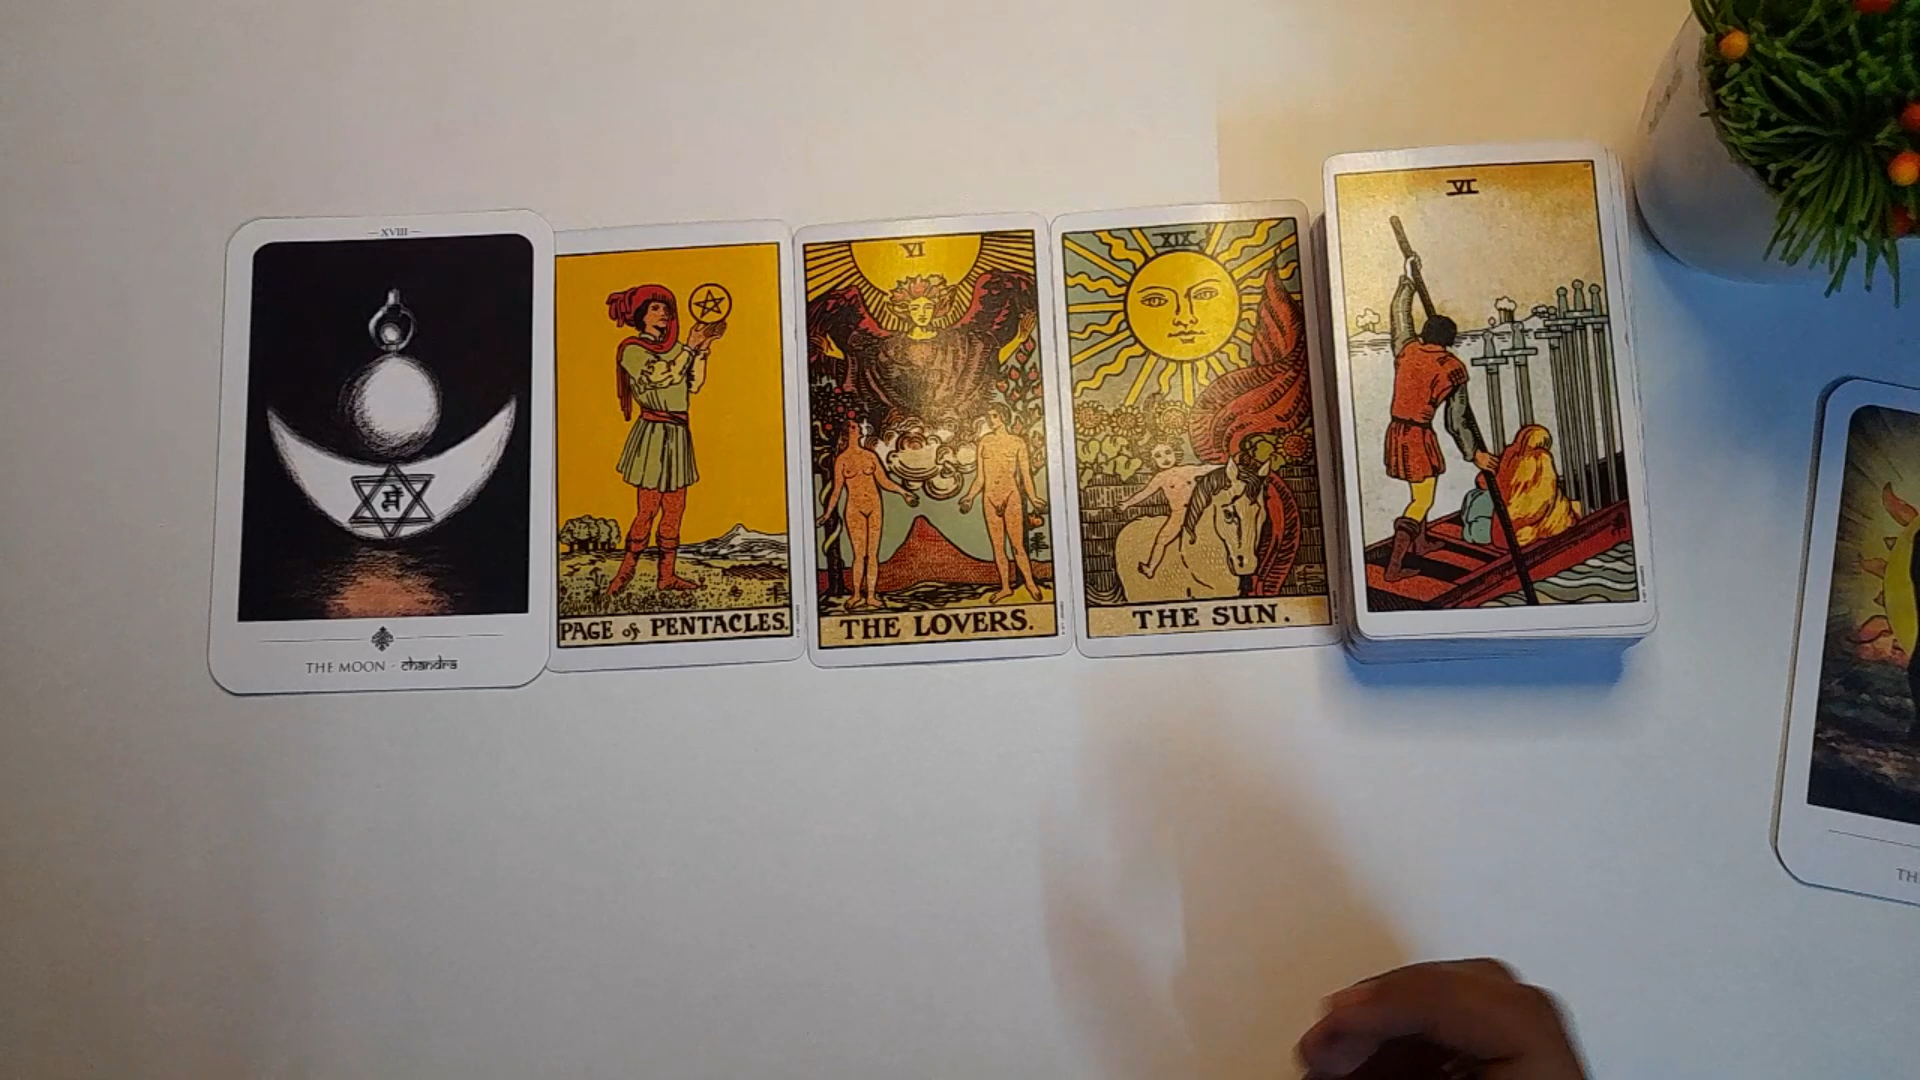 XVIII
THE MOON - chandra
PAGE of PENTACLES.
VI
THE LOVERS.
XIX
THE SUN.
VI